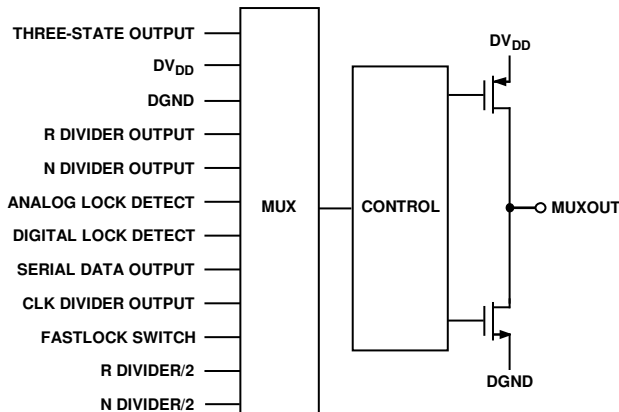 THREE-STATE OUTPUT
DVDD
DGND
R DIVIDER OUTPUT
N DIVIDER OUTPUT
ANALOG LOCK DETECT
DIGITAL LOCK DETECT
SERIAL DATA OUTPUT
CLK DIVIDER OUTPUT
FASTLOCK SWITCH
R DIVIDER/2
N DIVIDER/2
MUX
CONTROL
DVDD
MUXOUT
DGND